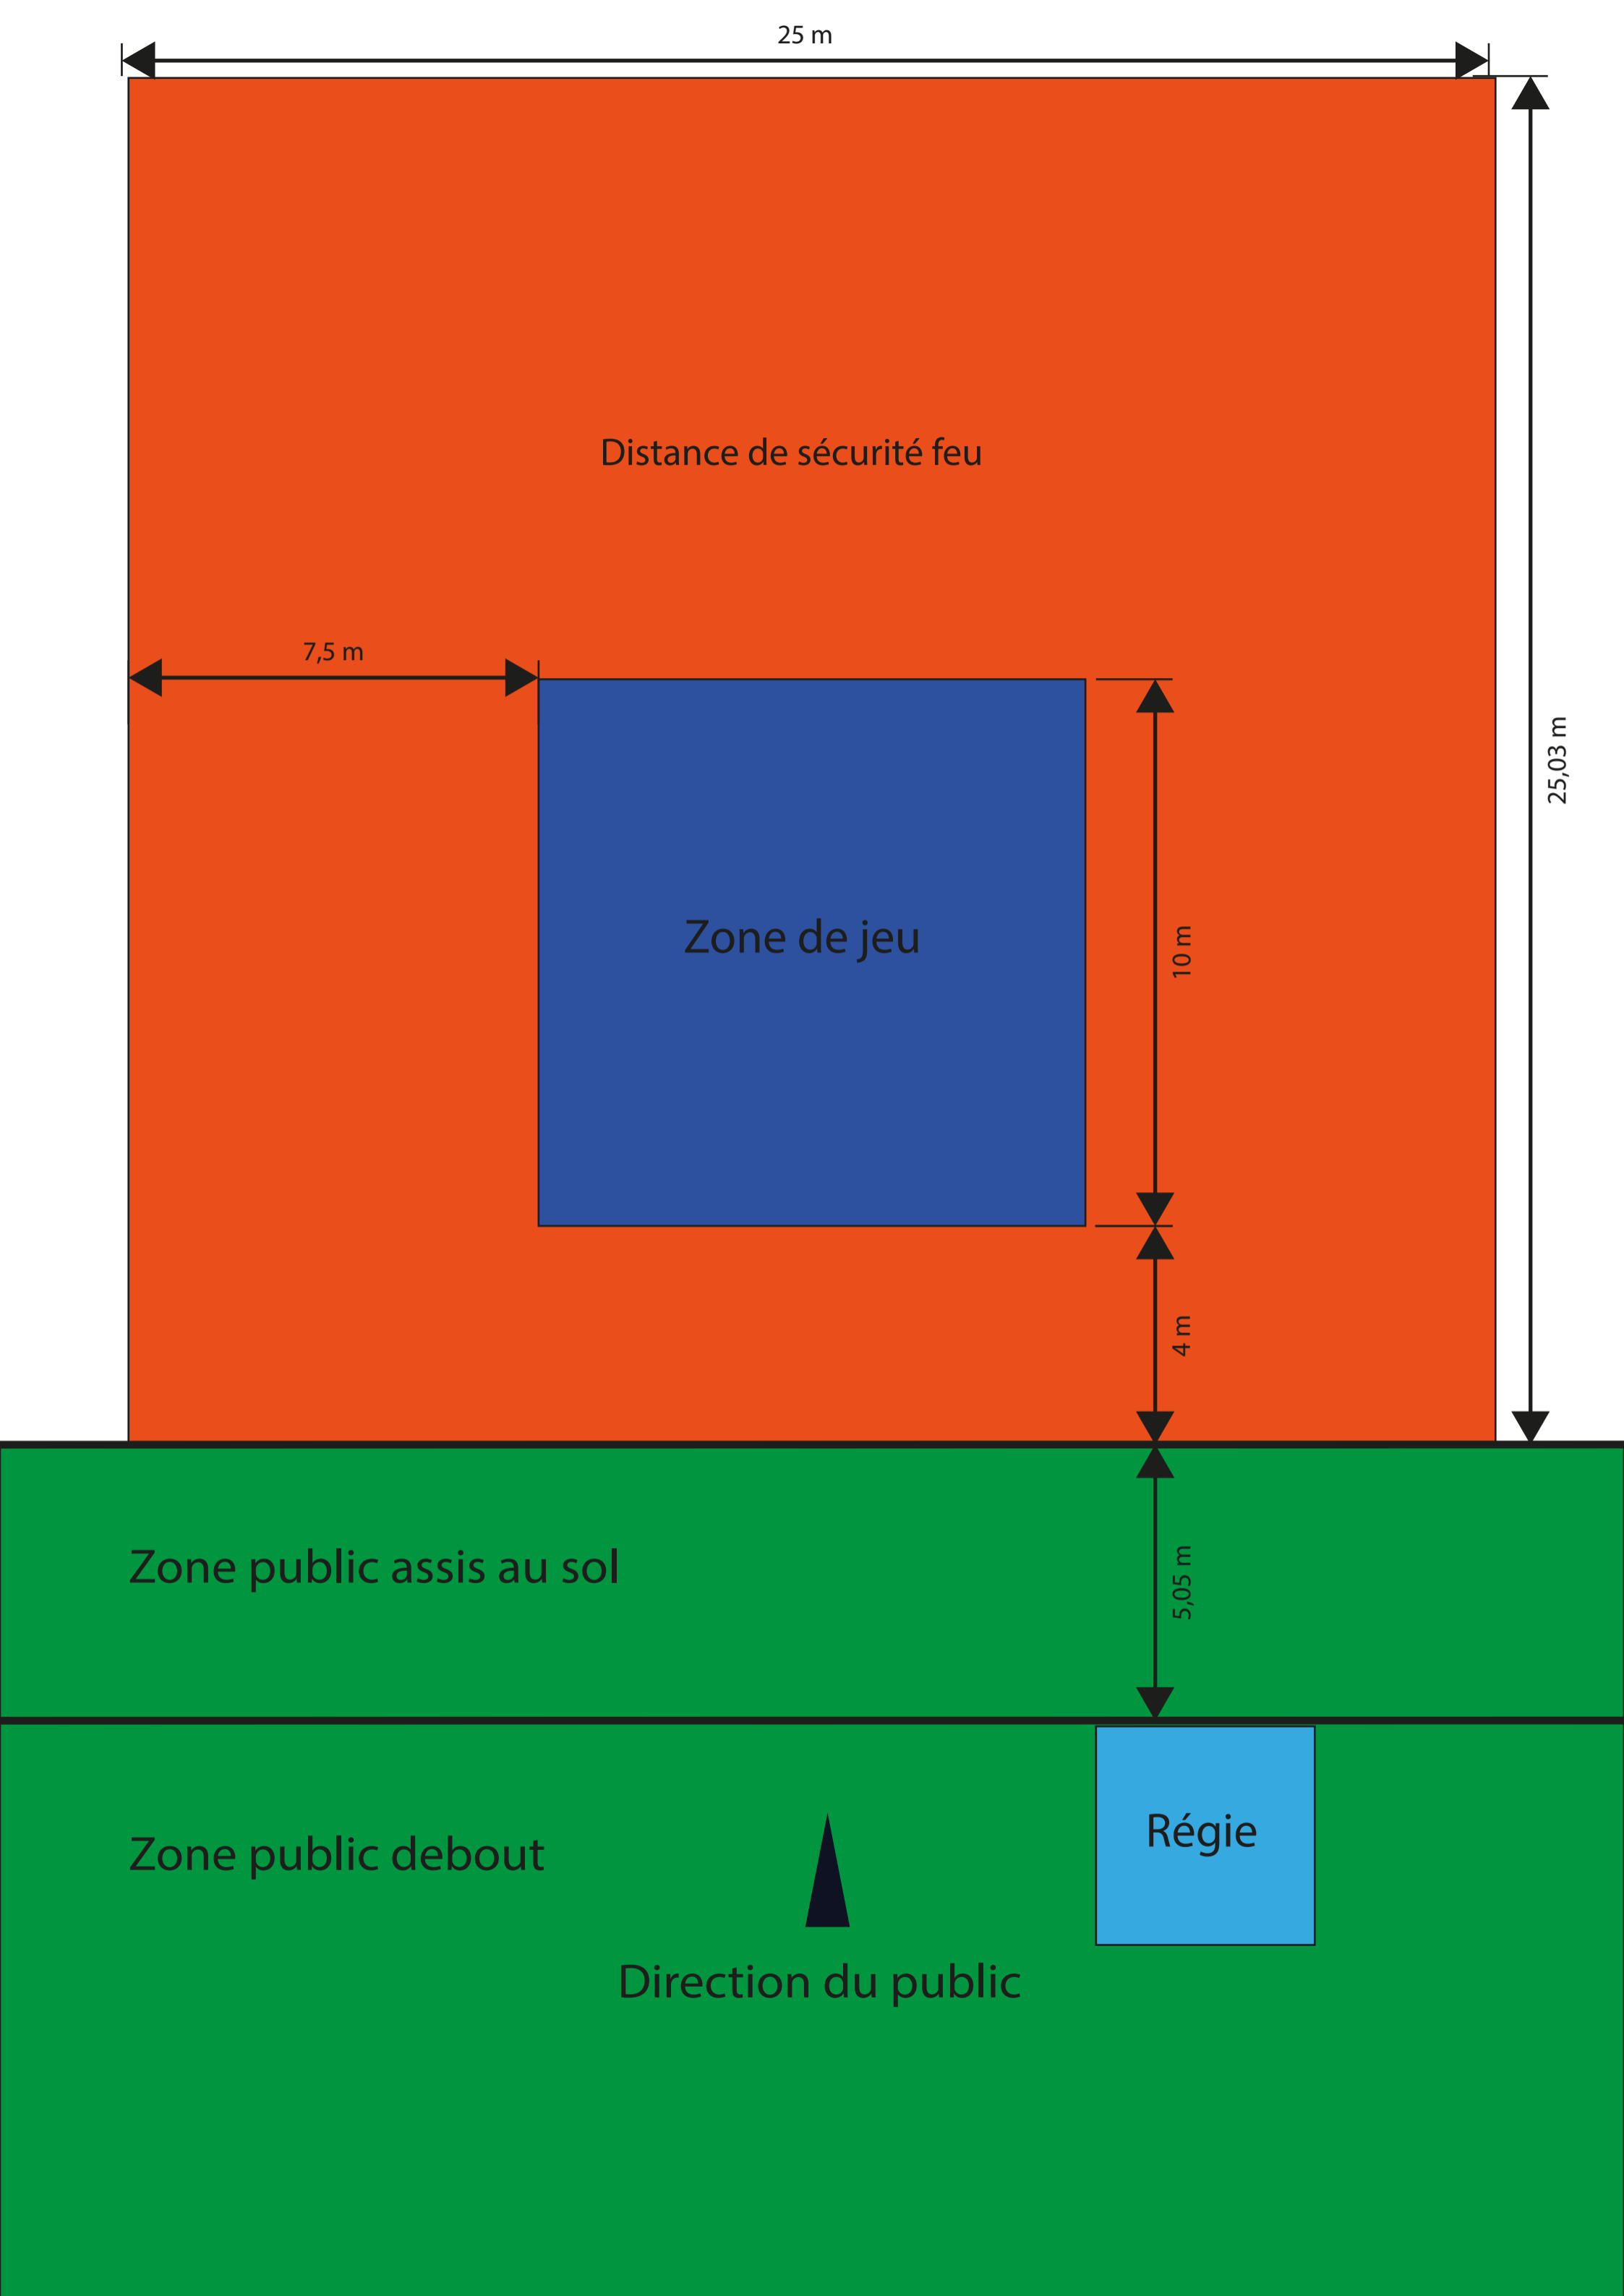 25 m
Distance de sécurité feu
7,5 m
25,03 m
Zone de jeu
10 m
4 m
Zone public assis au sol
5,05 m
Régie
Zone public debout
Direction du public